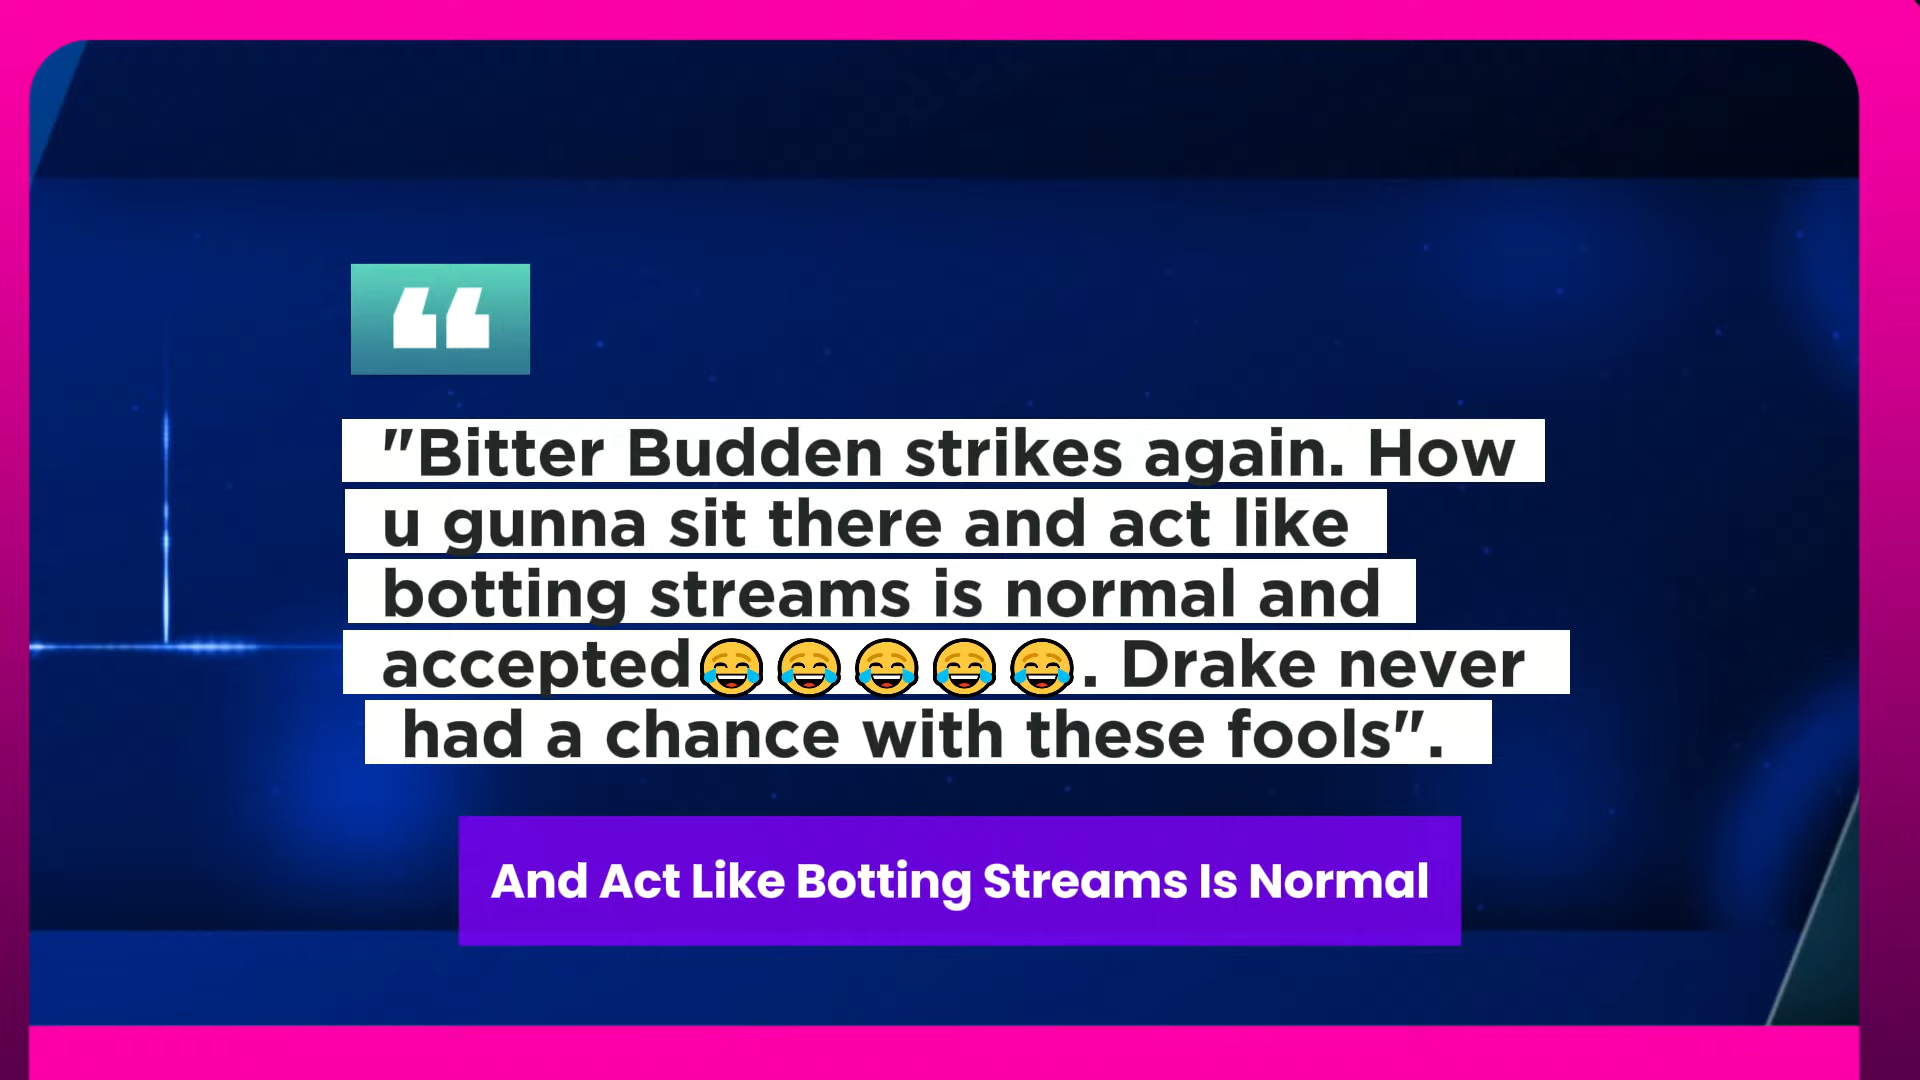 "Bitter Budden strikes again. How
u gunna sit there and act like
botting streams is normal and
accepted😂😂😂😂😂. Drake never
had a chance with these fools".
And Act Like Botting Streams Is Normal